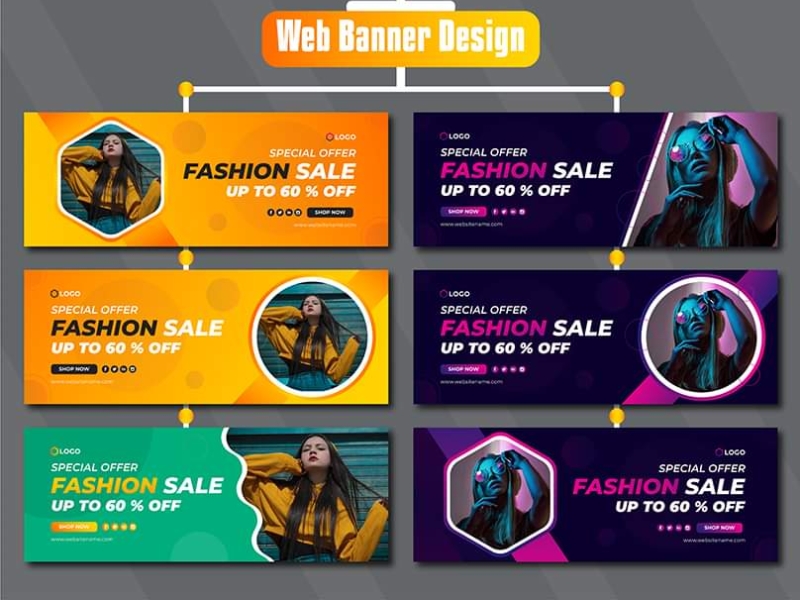 Web Banner Design
LOGO
SPECIAL OFFER
FASHION SALE
UP TO 60 % OFF
SHOP NOW
www.websitename.com
LOGO
SPECIAL OFFER
FASHION SALE
UP TO 60 % OFF
SHOP NOW
www.websitename.com
LOGO
SPECIAL OFFER
FASHION SALE
UP TO 60 % OFF
SHOP NOW
www.websitename.com
LOGO
SPECIAL OFFER
FASHION SALE
UP TO 60 % OFF
SHOP NOW
www.websitename.com
LOGO
SPECIAL OFFER
FASHION SALE
UP TO 60 % OFF
SHOP NOW
www.websitename.com
LOGO
SPECIAL OFFER
FASHION SALE
UP TO 60 % OFF
SHOP NOW
www.websitename.com